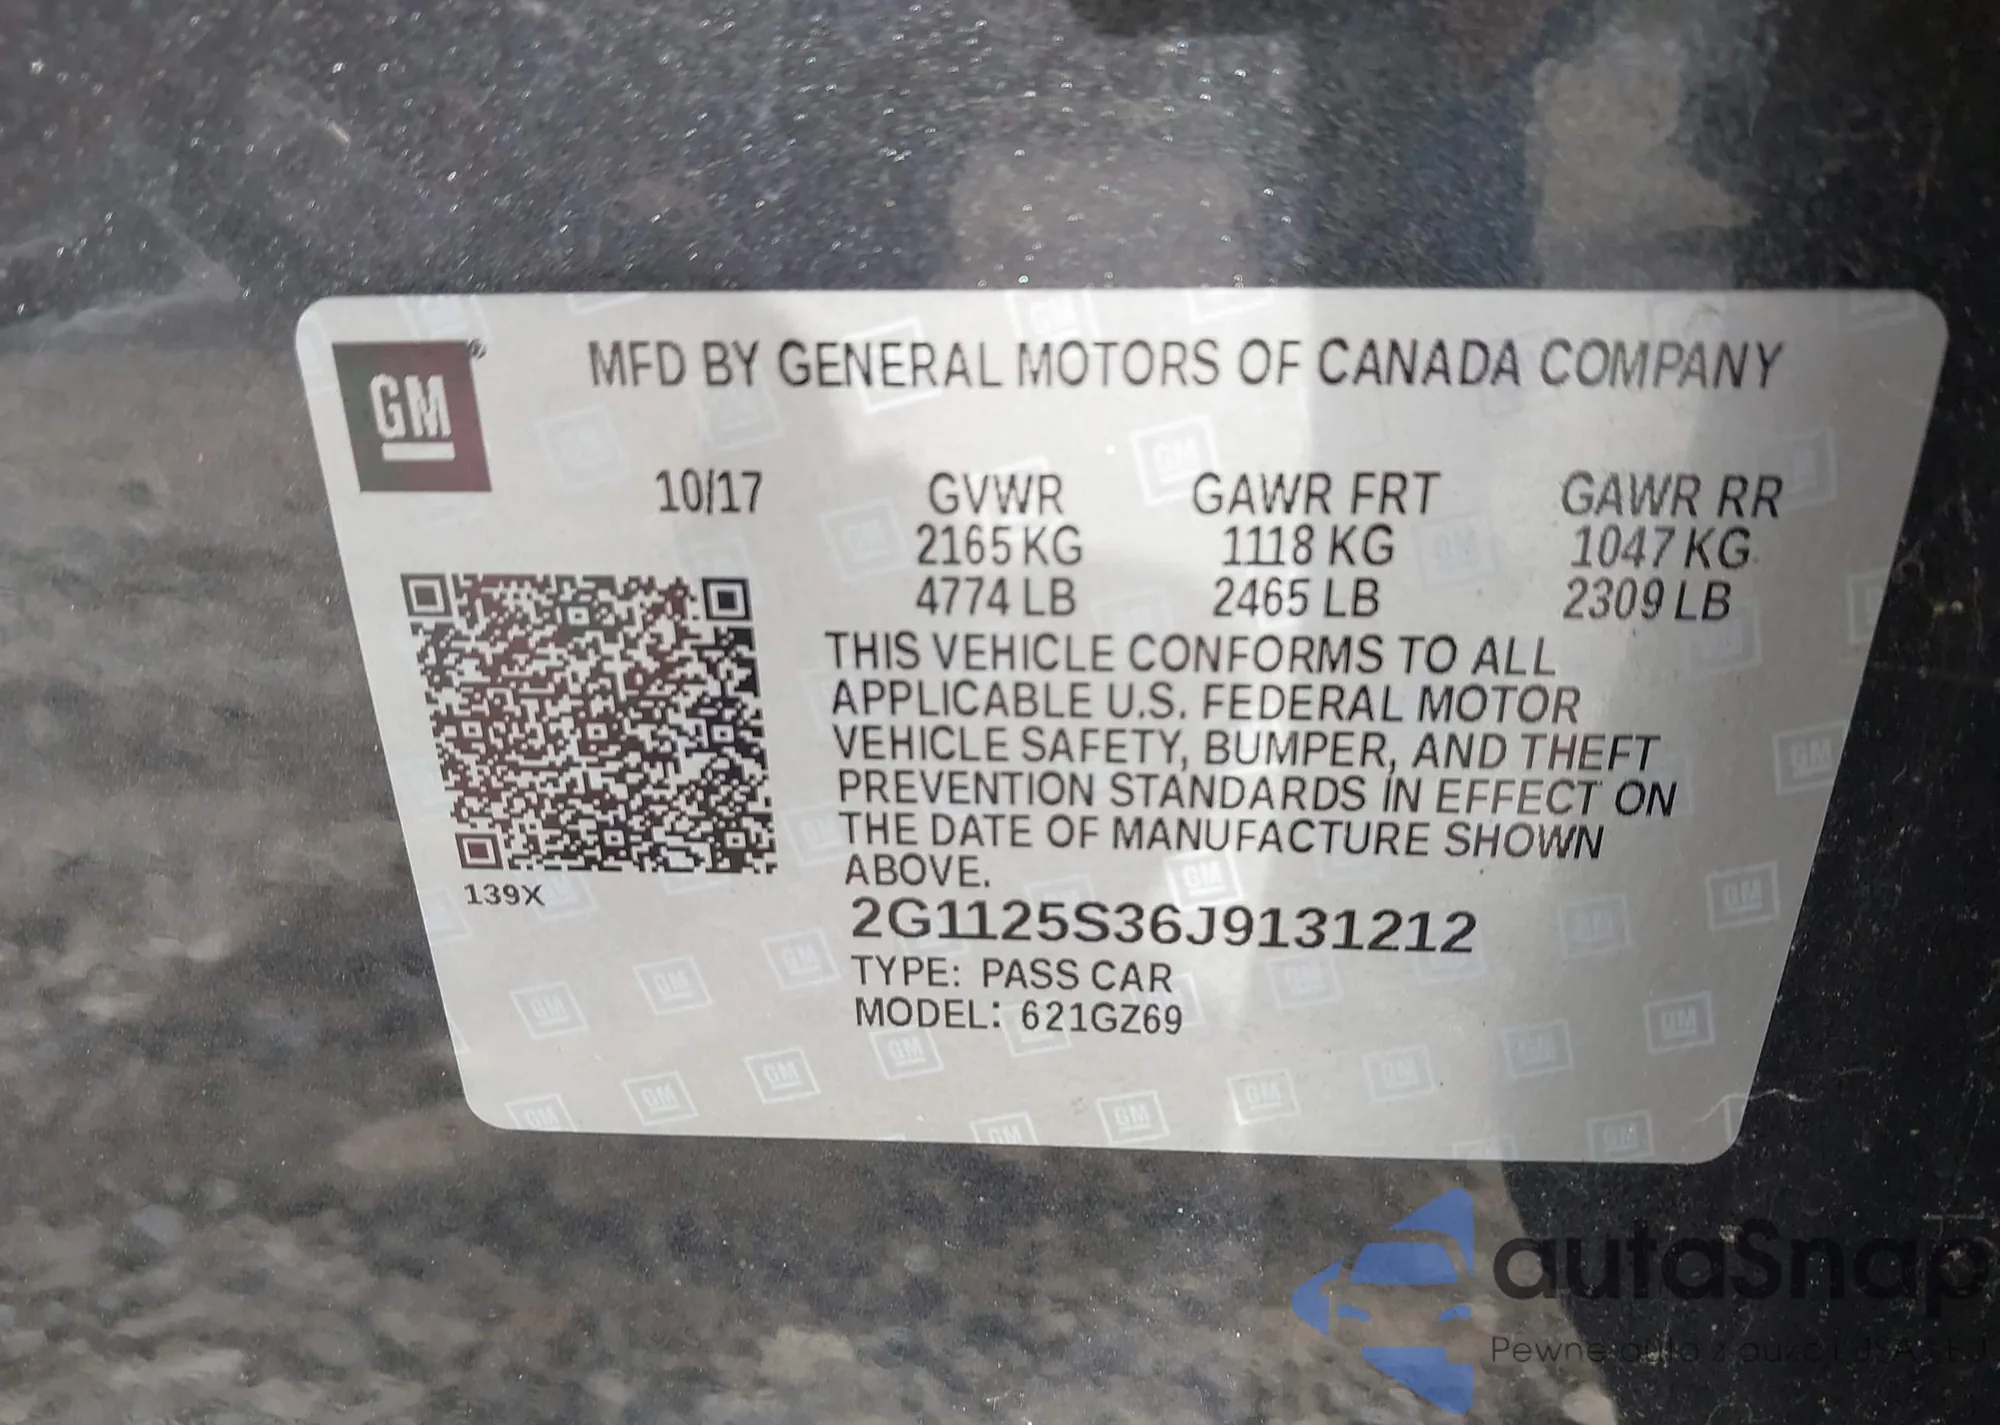 GM
MFD BY GENERAL MOTORS OF CANADA COMPANY
10/17 GVWR GAWR FRT GAWR RR
2165 KG 1118 KG 1047 KG
4774 LB 2465 LB 2309 LB
THIS VEHICLE CONFORMS TO ALL
APPLICABLE U.S. FEDERAL MOTOR
VEHICLE SAFETY, BUMPER, AND THEFT
PREVENTION STANDARDS IN EFFECT ON
THE DATE OF MANUFACTURE SHOWN
ABOVE.
139X
2G1125S36J9131212
TYPE: PASS CAR
MODEL: 621GZ69
autaSnap
Pewne auta z